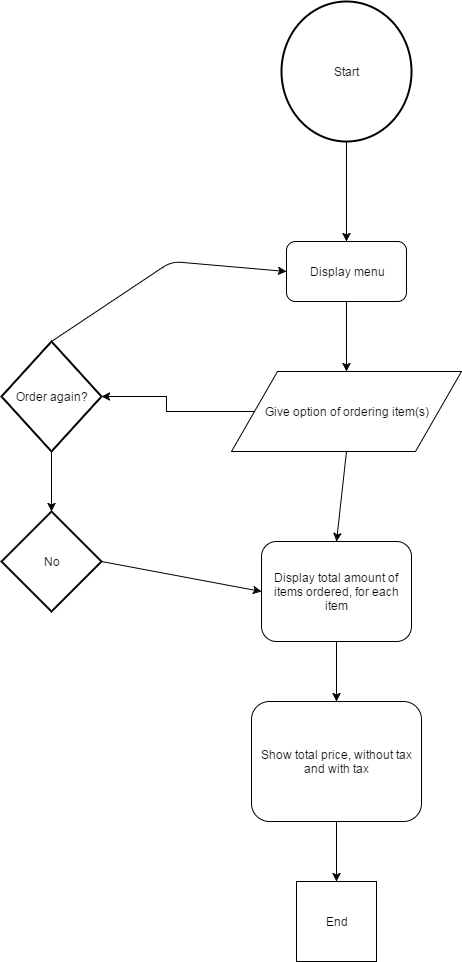 Start
Display menu
Order again?
Give option of ordering item(s)
No
Display total amount of
items ordered, for each
item
Show total price, without tax
and with tax
End